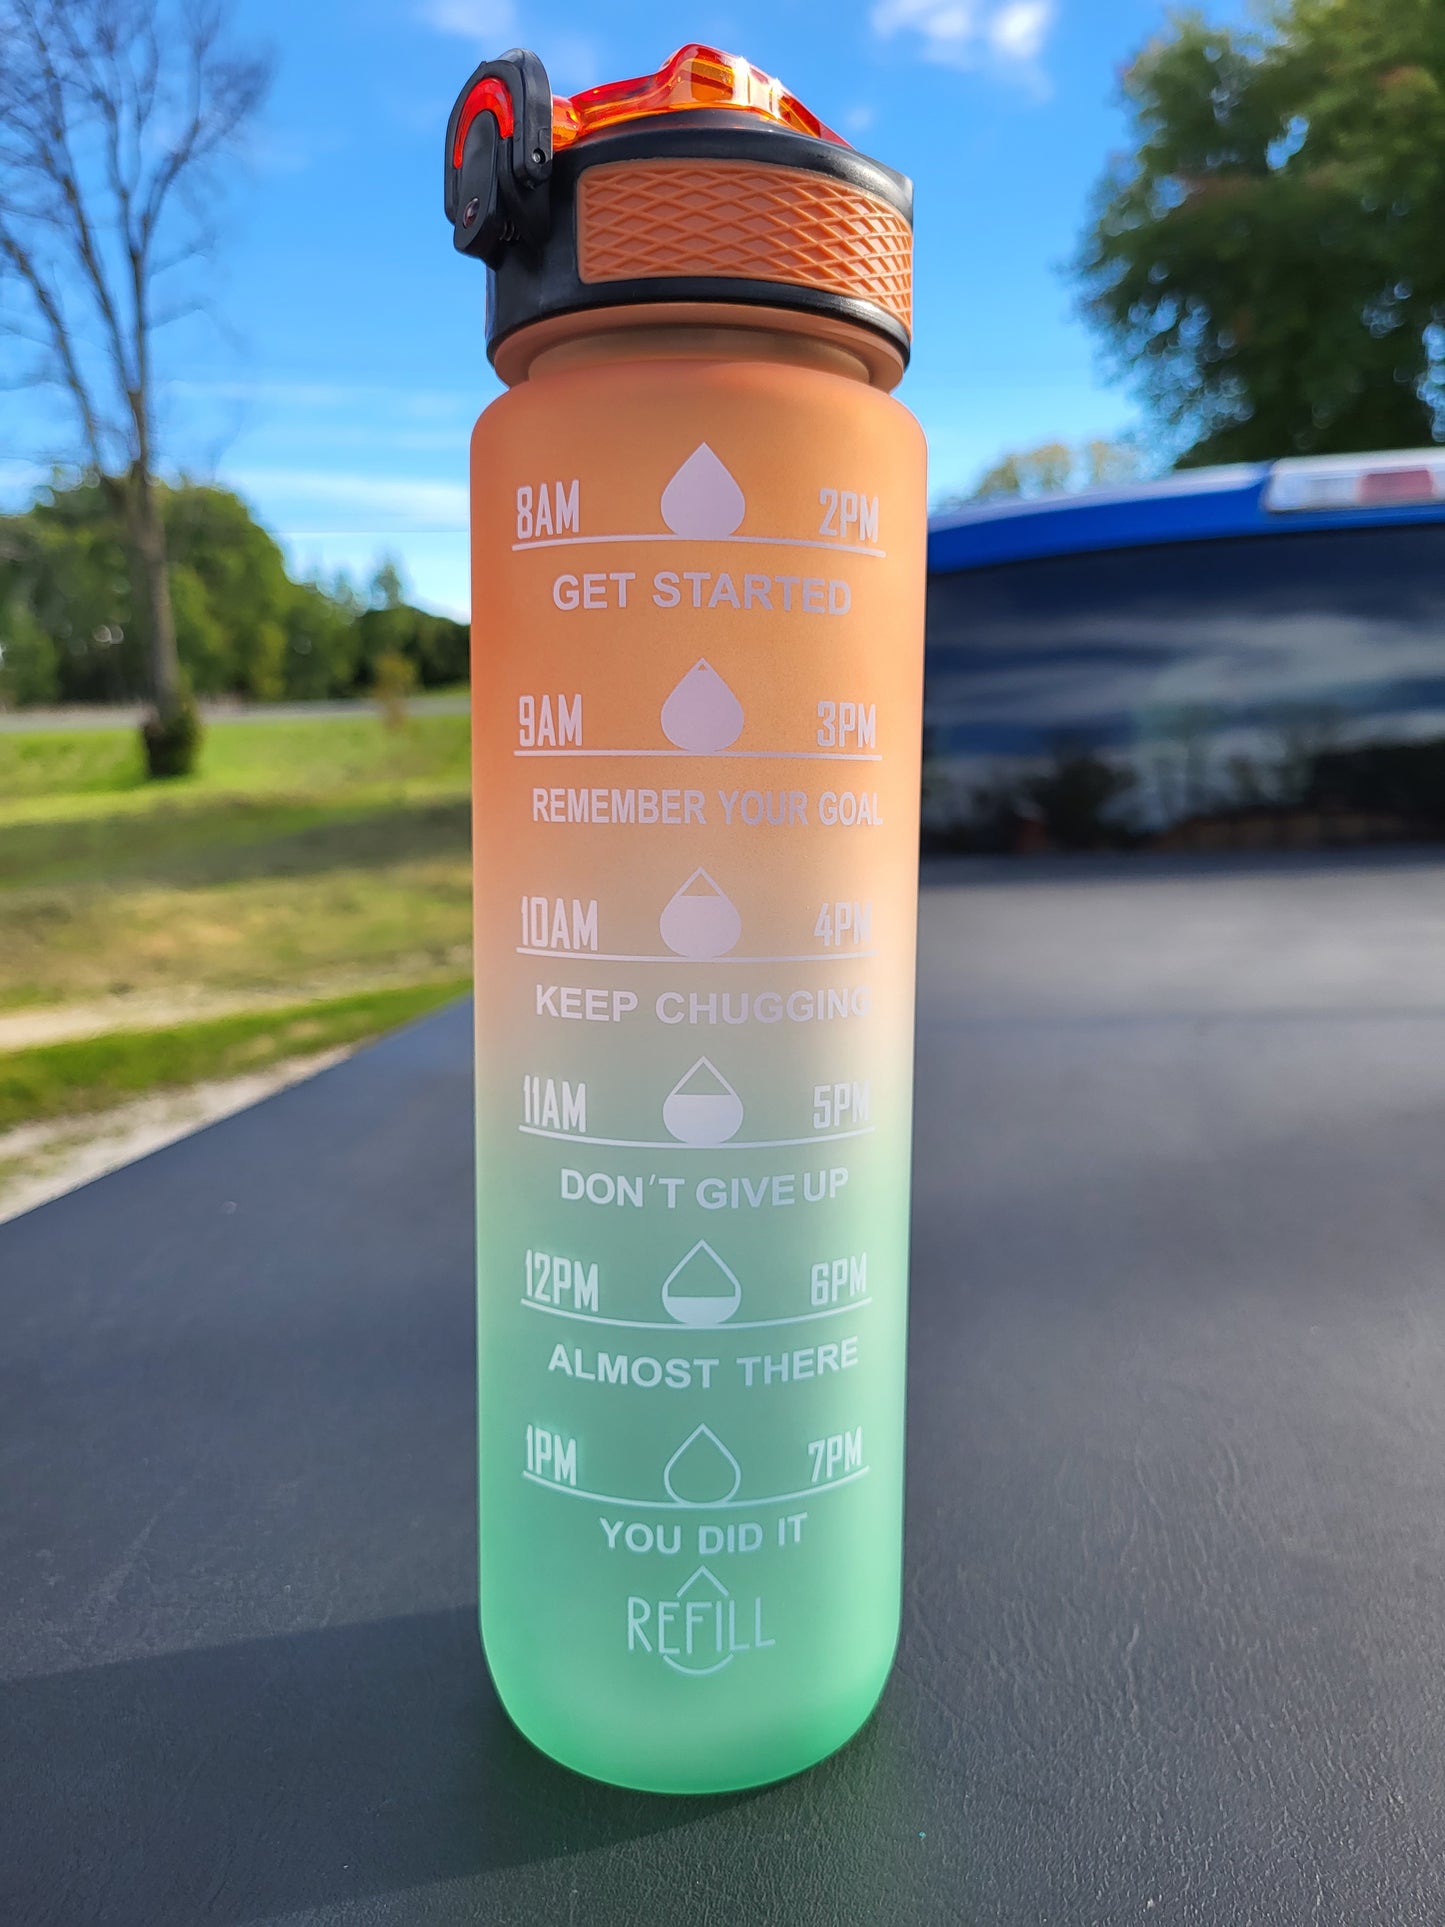 8AM 2PM
GET STARTED
9AM 3PM
REMEMBER YOUR GOAL
10AM 4PM
KEEP CHUGGING
11AM 5PM
DON'T GIVE UP
12PM 6PM
ALMOST THERE
1PM 7PM
YOU DID IT
REFILL